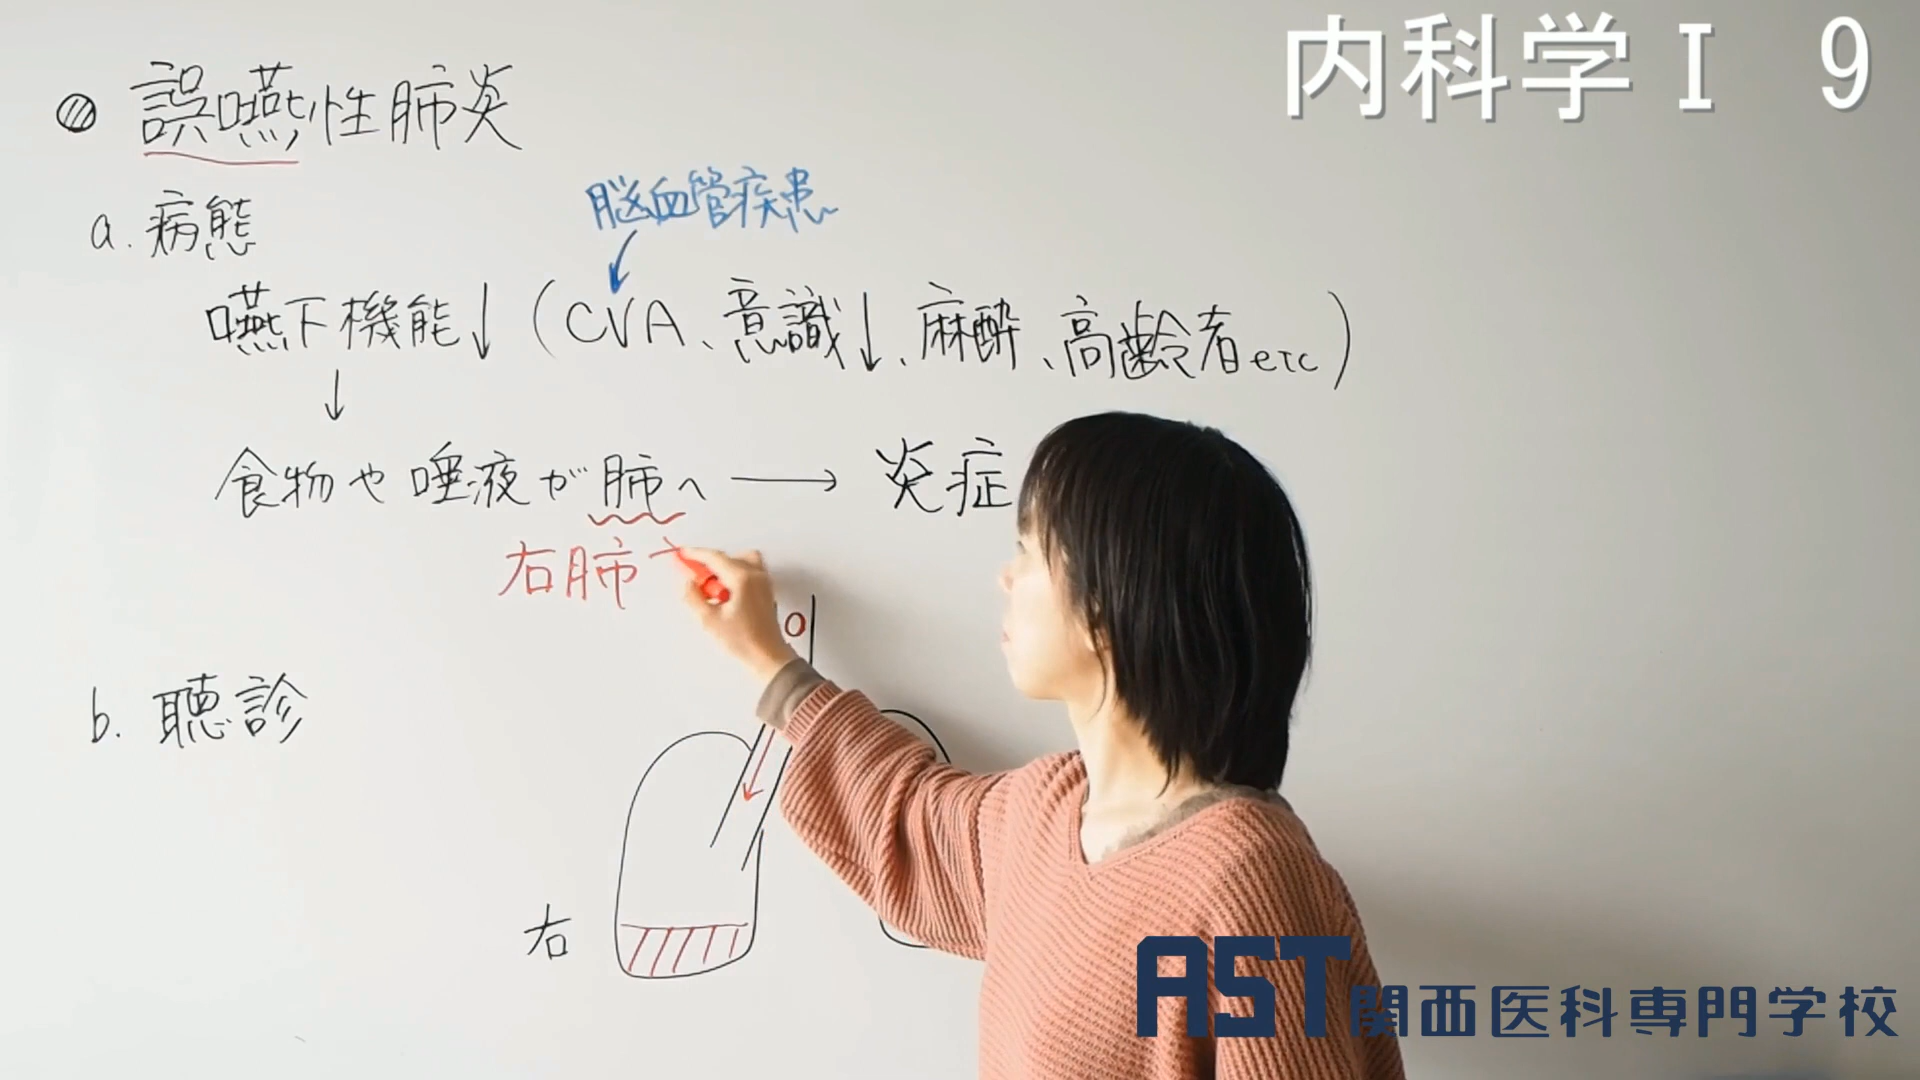 内科学Ⅰ 9
誤嚥性肺炎
a. 病態
脳血管疾患
嚥下機能↓(CVA、意識↓、麻酔、高齢者etc)
↓
食物や唾液が肺へ → 炎症
右肺
b. 聴診
右
AST関西医科専門学校